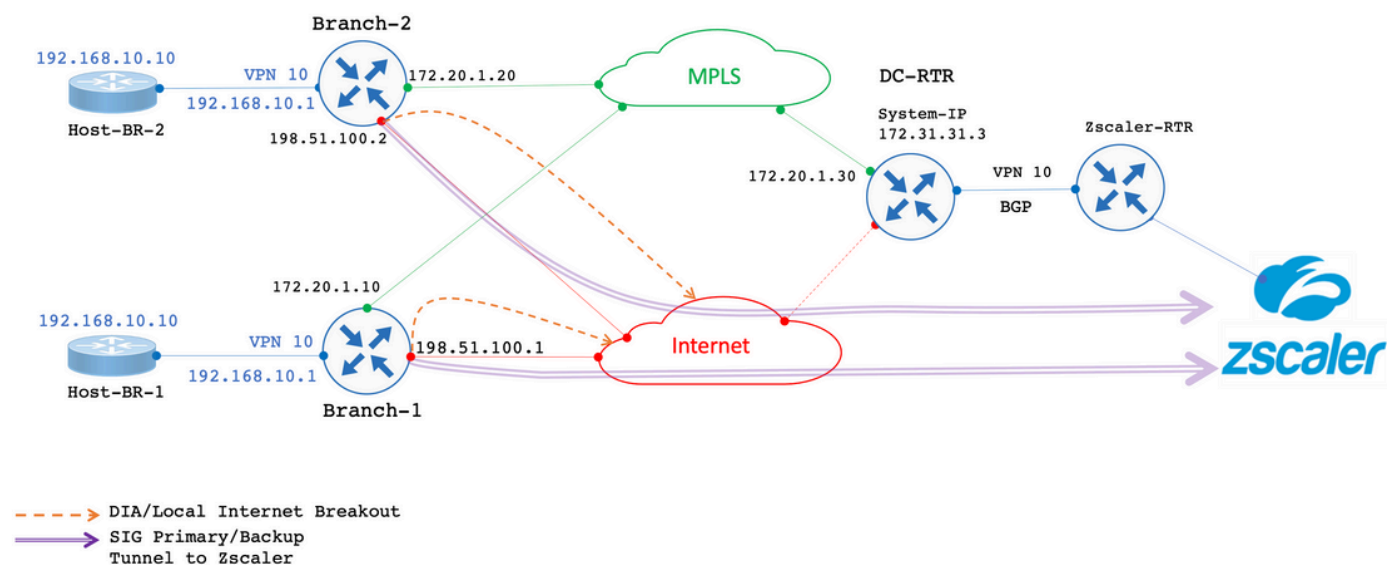 Branch-2
192.168.10.10
VPN 10
192.168.10.1
Host-BR-2
172.20.1.20
198.51.100.2
MPLS
DC-RTR
System-IP
172.31.31.3
172.20.1.30
VPN 10
BGP
Zscaler-RTR
172.20.1.10
192.168.10.10
VPN 10
192.168.10.1
Host-BR-1
198.51.100.1
Branch-1
Internet
zscaler
DIA/Local Internet Breakout
SIG Primary/Backup
Tunnel to Zscaler